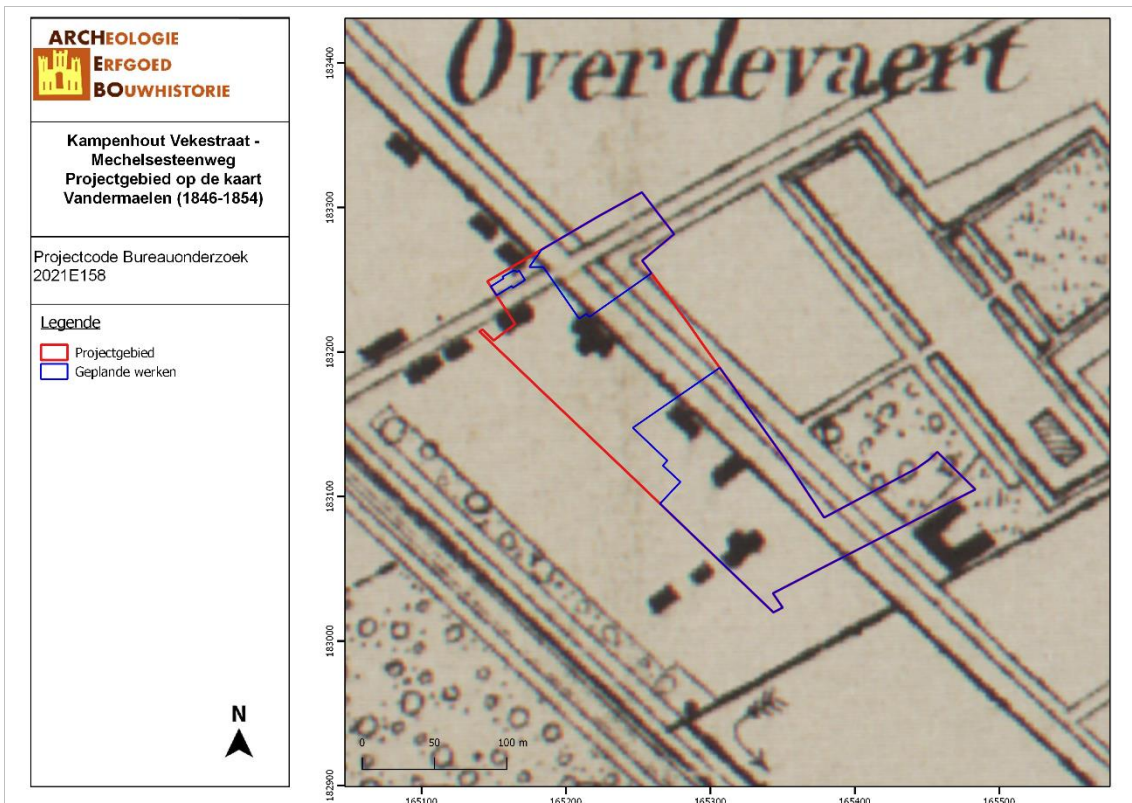 ARCHEOLOGIE
ERFGOED
BOUWHISTORIE
Kampenhout Vekestraat -
Mechelsesteenweg
Projectgebied op de kaart
Vandermaelen (1846-1854)
Projectcode Bureauonderzoek
2021E158
Legende
Projectgebied
Geplande werken
N
Overdevaert
183400
183300
183200
183100
183000
182900
0 50 100 m
165100 165200 165300 165400 165500